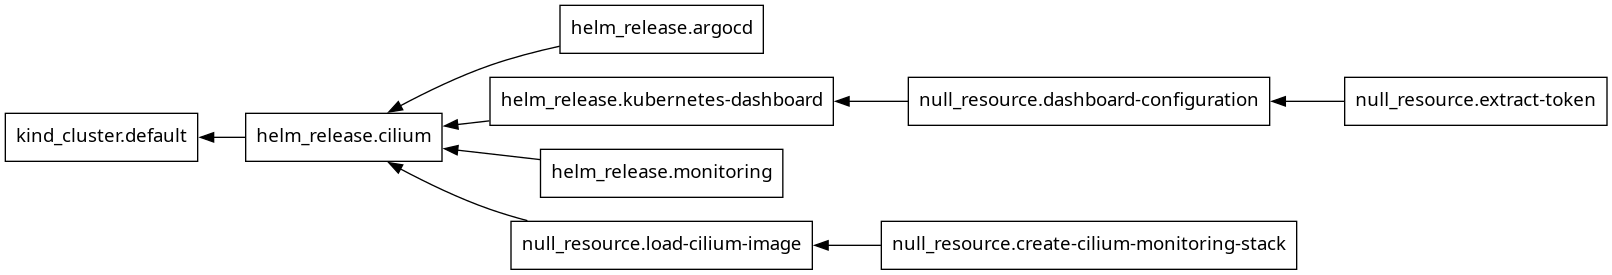 helm_release.argocd
helm_release.kubernetes-dashboard
null_resource.dashboard-configuration
null_resource.extract-token
kind_cluster.default
helm_release.cilium
helm_release.monitoring
null_resource.load-cilium-image
null_resource.create-cilium-monitoring-stack